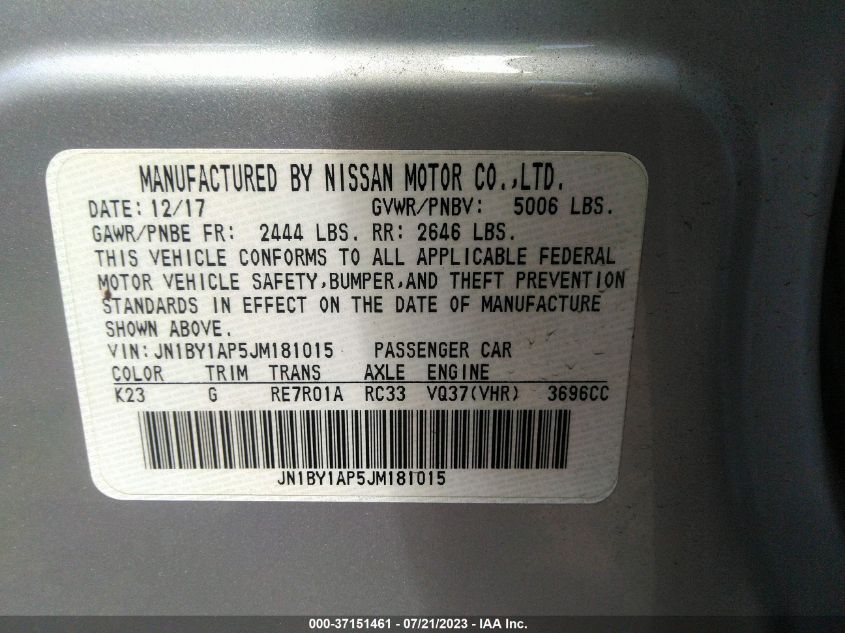 MANUFACTURED BY NISSAN MOTOR CO.,LTD.
DATE: 12/17 GVWR/PNBV: 5006 LBS.
GAWR/PNBE FR: 2444 LBS. RR: 2646 LBS.
THIS VEHICLE CONFORMS TO ALL APPLICABLE FEDERAL
MOTOR VEHICLE SAFETY,BUMPER,AND THEFT PREVENTION
STANDARDS IN EFFECT ON THE DATE OF MANUFACTURE
SHOWN ABOVE.
VIN:JN1BY1AP5JM181015 PASSENGER CAR
COLOR TRIM TRANS AXLE ENGINE
K23 G RE7R01A RC33 VQ37(VHR) 3696CC
JN1BY1AP5JM181015
000-37151461 - 07/21/2023 - IAA Inc.